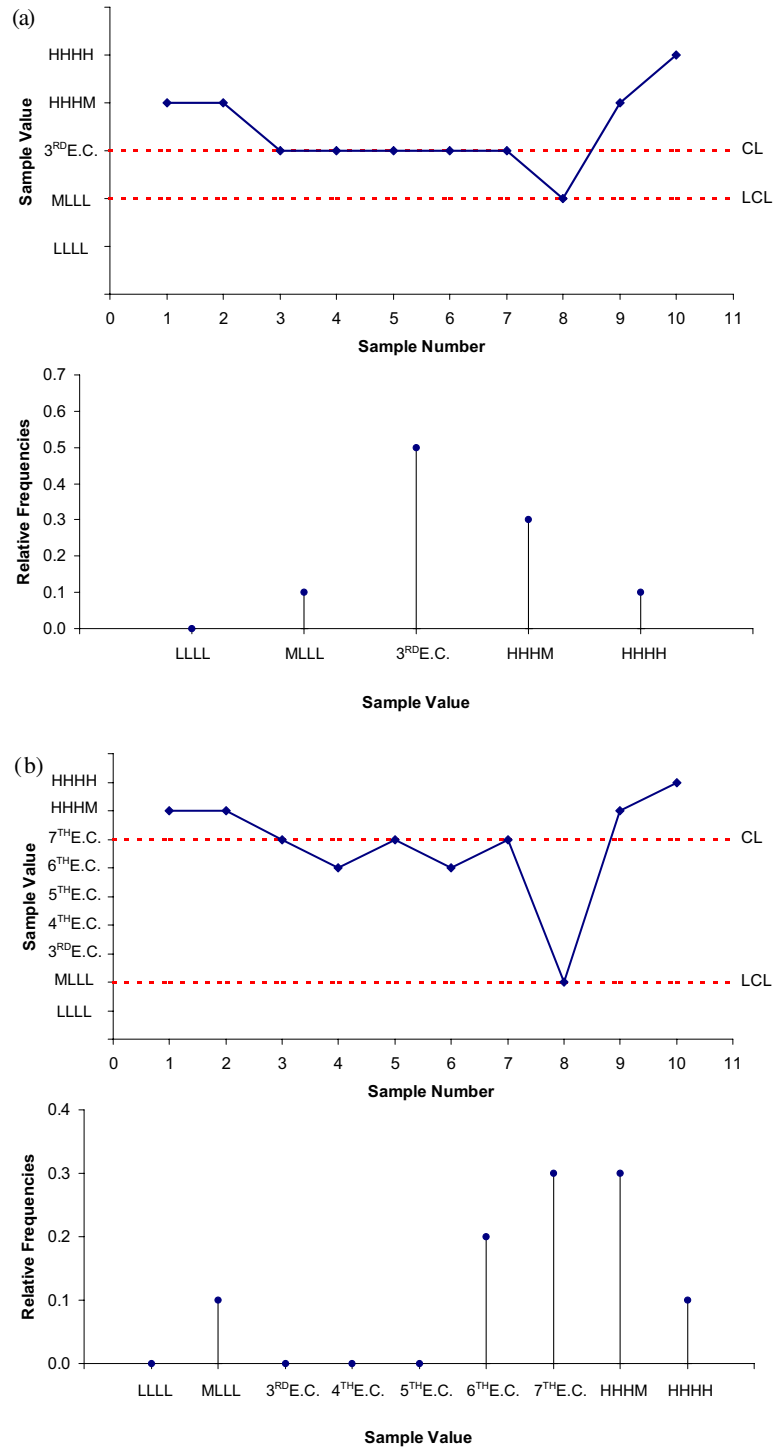 (a)
HHHH
HHHM
3RDE.C.
MLLL
LLLL
Sample Value
CL
LCL
0 1 2 3 4 5 6 7 8 9 10 11
Sample Number
0.7
0.6
0.5
0.4
0.3
0.2
0.1
0.0
Relative Frequencies
LLLL MLLL 3RDE.C. HHHM HHHH
Sample Value
(b)
HHHH
HHHM
7THE.C.
6THE.C.
5THE.C.
4THE.C.
3RDE.C.
MLLL
LLLL
Sample Value
CL
LCL
0 1 2 3 4 5 6 7 8 9 10 11
Sample Number
0.4
0.3
0.2
0.1
0.0
Relative Frequencies
LLLL MLLL 3RDE.C. 4THE.C. 5THE.C. 6THE.C. 7THE.C. HHHM HHHH
Sample Value